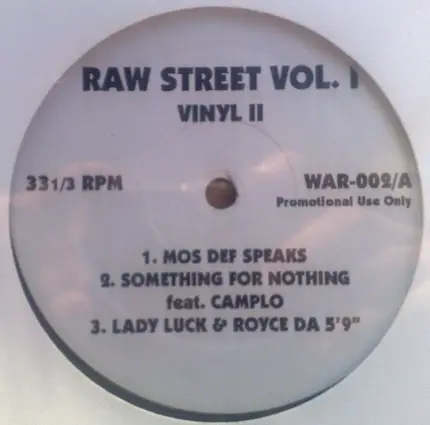 RAW STREET VOL. I
VINYL II
33 1/3 RPM
WAR-002/A
Promotional Use Only
1. MOS DEF SPEAKS
2. SOMETHING FOR NOTHING
feat. CAMPLO
3. LADY LUCK & ROYCE DA 5'9"